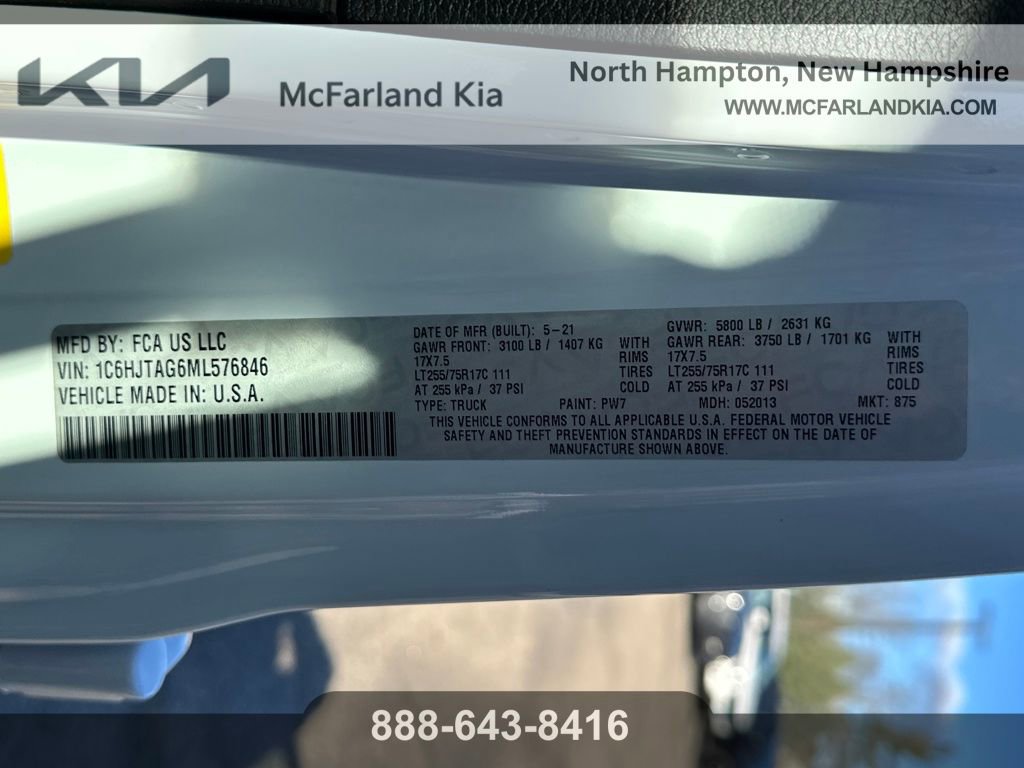 KIA
McFarland Kia
North Hampton, New Hampshire
WWW.MCFARLANDKIA.COM
MFD BY: FCA US LLC
VIN: 1C6HJTAG6ML576846
VEHICLE MADE IN: U.S.A.
DATE OF MFR (BUILT): 5-21
GAWR FRONT: 3100 LB / 1407 KG WITH
17X7.5 RIMS
LT255/75R17C 111 TIRES
AT 255 kPa / 37 PSI COLD
GVWR: 5800 LB / 2631 KG
GAWR REAR: 3750 LB / 1701 KG WITH
17X7.5 RIMS
LT255/75R17C 111 TIRES
AT 255 kPa / 37 PSI COLD
TYPE: TRUCK PAINT: PW7 MDH: 052013 MKT: 875
THIS VEHICLE CONFORMS TO ALL APPLICABLE U.S.A. FEDERAL MOTOR VEHICLE
SAFETY AND THEFT PREVENTION STANDARDS IN EFFECT ON THE DATE OF
MANUFACTURE SHOWN ABOVE.
888-643-8416